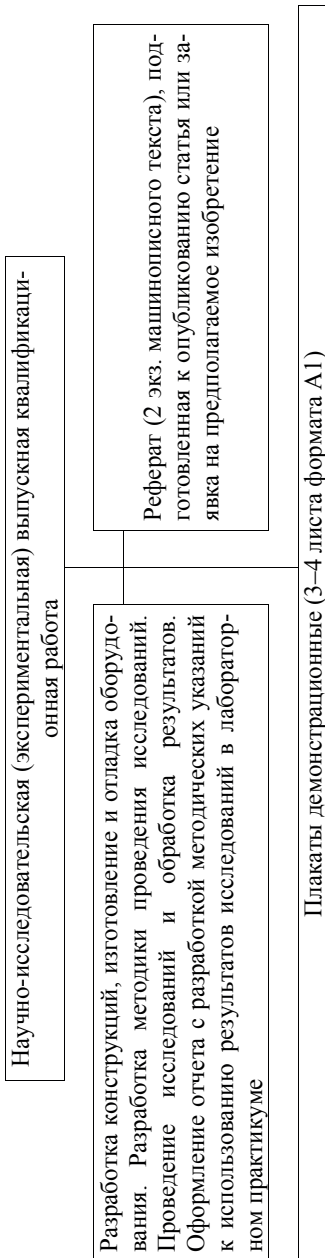 Научно-исследовательская (экспериментальная) выпускная квалификаци-
онная работа
Разработка конструкций, изготовление и отладка оборудо-
вания. Разработка методики проведения исследований.
Проведение исследований и обработка результатов.
Оформление отчета с разработкой методических указаний
к использованию результатов исследований в лаборатор-
ном практикуме
Реферат (2 экз. машинописного текста), под-
готовленная к опубликованию статья или за-
явка на предполагаемое изобретение
Плакаты демонстрационные (3–4 листа формата А1)